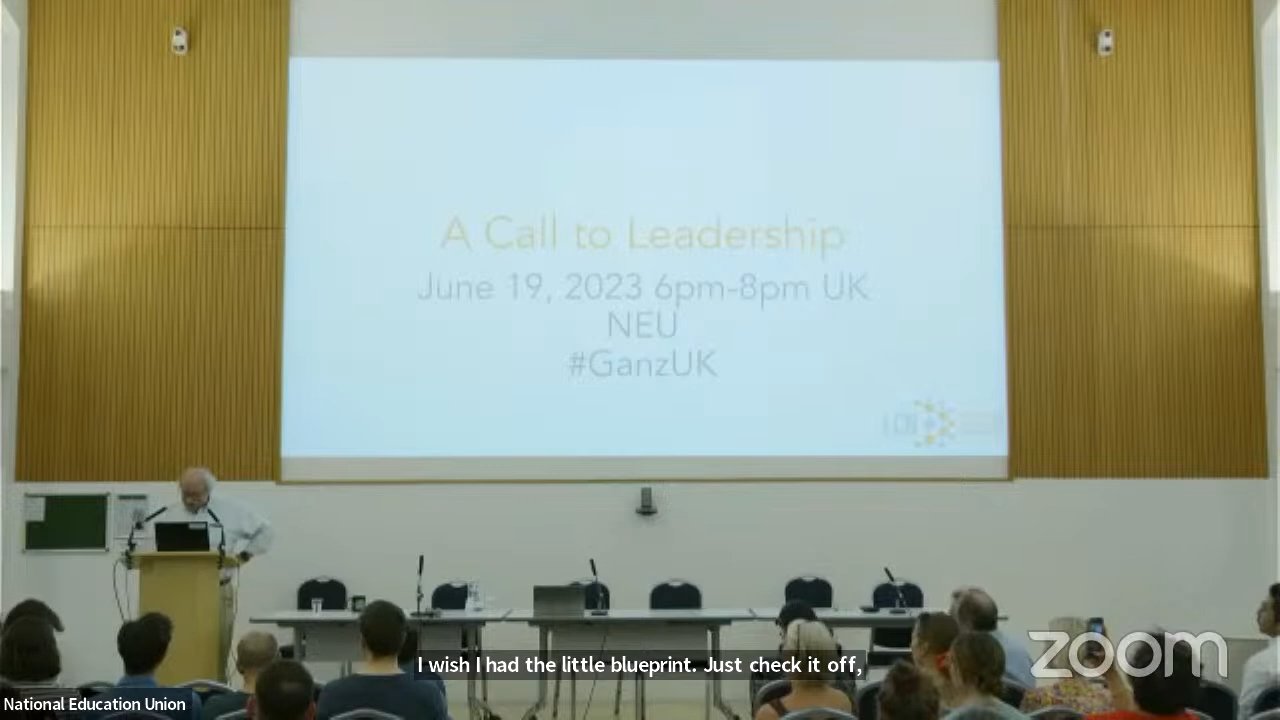 A Call to Leadership
June 19, 2023 6pm-8pm UK
NEU
#GanzUK
I wish I had the little blueprint. Just check it off,
zoom
National Education Union